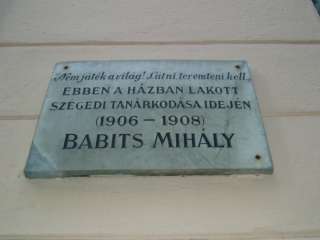 Nem játék a világ! Látni, teremteni kell.
EBBEN A HÁZBAN LAKOTT
SZEGEDI TANÁRKODÁSA IDEJÉN
(1906 – 1908)
BABITS MIHÁLY